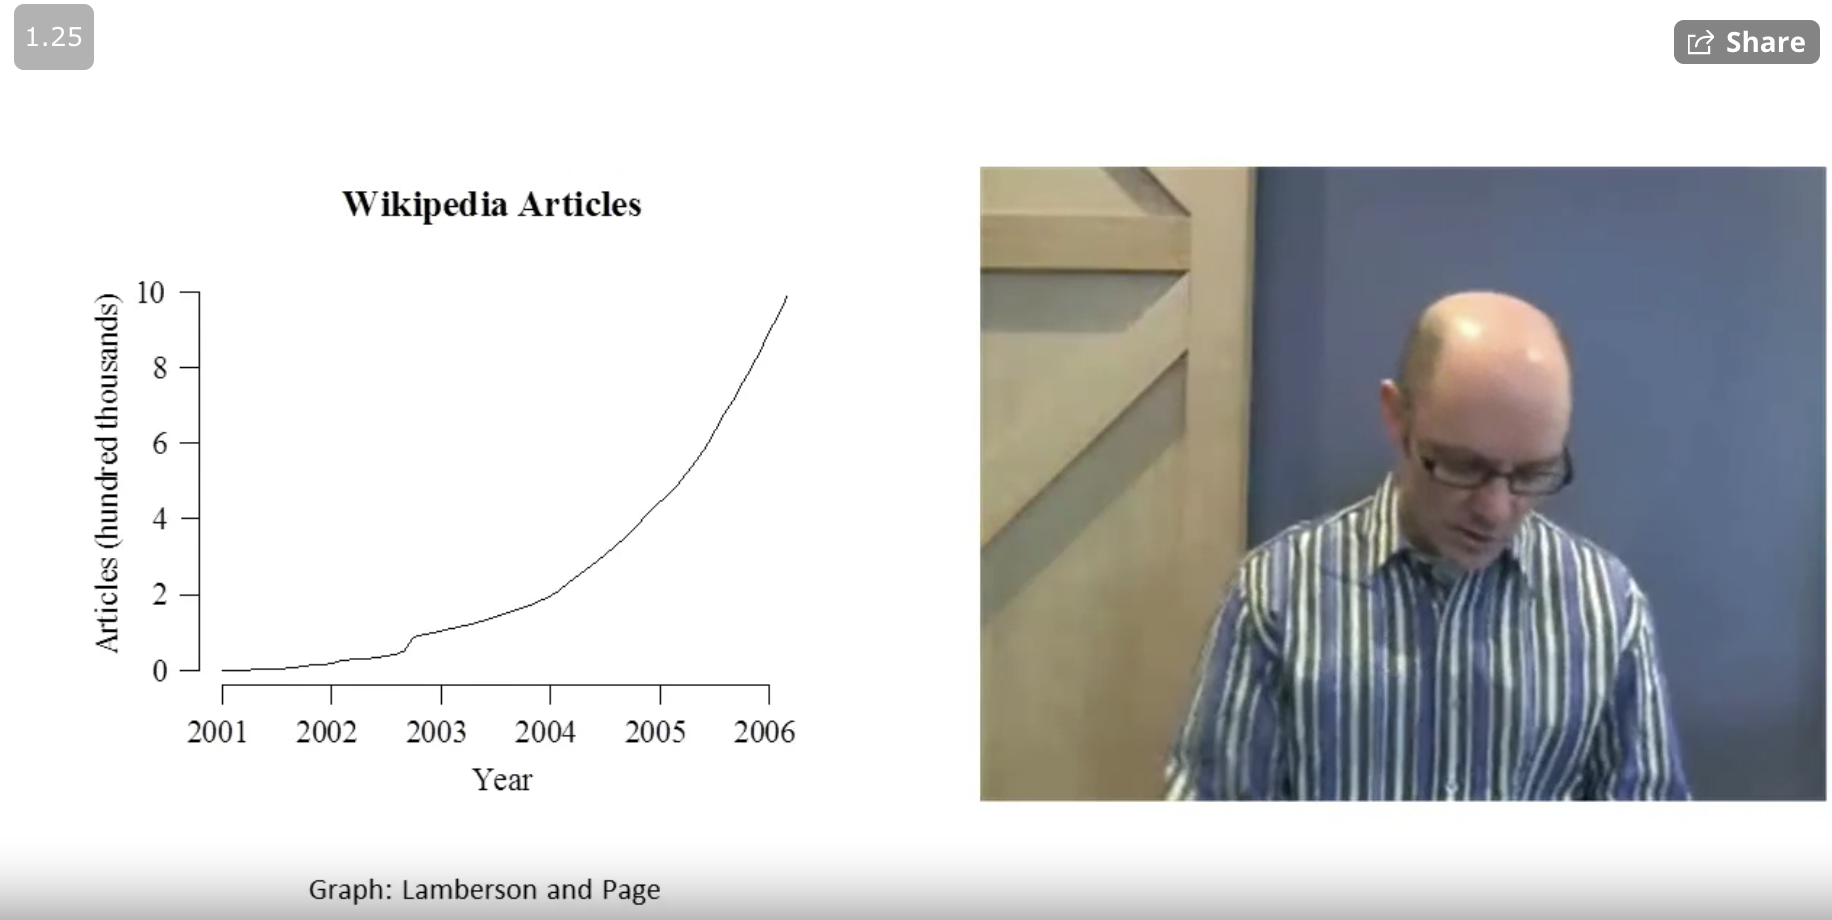 1.25
Share
Wikipedia Articles
Articles (hundred thousands)
10
8
6
4
2
0
2001 2002 2003 2004 2005 2006
Year
Graph: Lamberson and Page